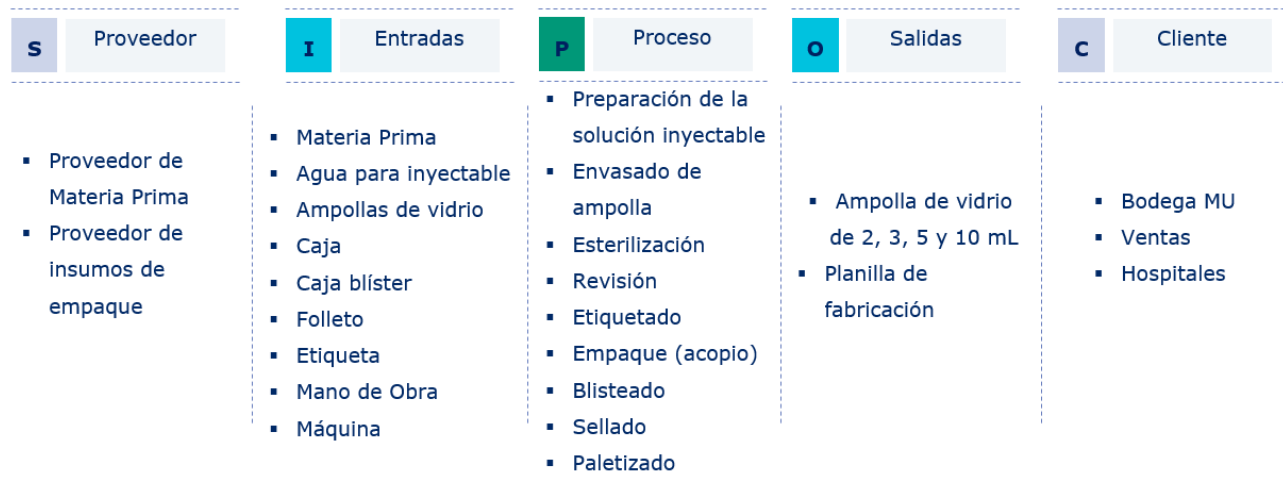 S
Proveedor
I
Entradas
P
Proceso
O
Salidas
C
Cliente
▪ Proveedor de
Materia Prima
▪ Proveedor de
insumos de
empaque
▪ Materia Prima
▪ Agua para inyectable
▪ Ampollas de vidrio
▪ Caja
▪ Caja blíster
▪ Folleto
▪ Etiqueta
▪ Mano de Obra
▪ Máquina
▪ Preparación de la
solución inyectable
▪ Envasado de
ampolla
▪ Esterilización
▪ Revisión
▪ Etiquetado
▪ Empaque (acopio)
▪ Blisteado
▪ Sellado
▪ Paletizado
▪ Ampolla de vidrio
de 2, 3, 5 y 10 mL
▪ Planilla de
fabricación
▪ Bodega MU
▪ Ventas
▪ Hospitales